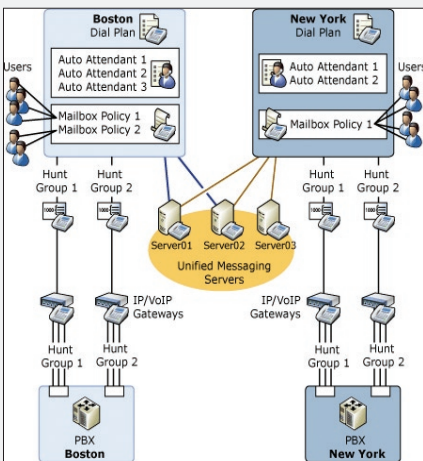 Boston
Dial Plan
Auto Attendant 1
Auto Attendant 2
Auto Attendant 3
Users
Mailbox Policy 1
Mailbox Policy 2
New York
Dial Plan
Auto Attendant 1
Auto Attendant 2
Users
Mailbox Policy 1
Hunt
Group 1
Hunt
Group 2
Hunt
Group 1
Hunt
Group 2
Server01
Server02
Server03
Unified Messaging
Servers
IP/VoIP
Gateways
IP/VoIP
Gateways
Hunt
Group 1
Hunt
Group 2
Hunt
Group 1
Hunt
Group 2
PBX
Boston
PBX
New York